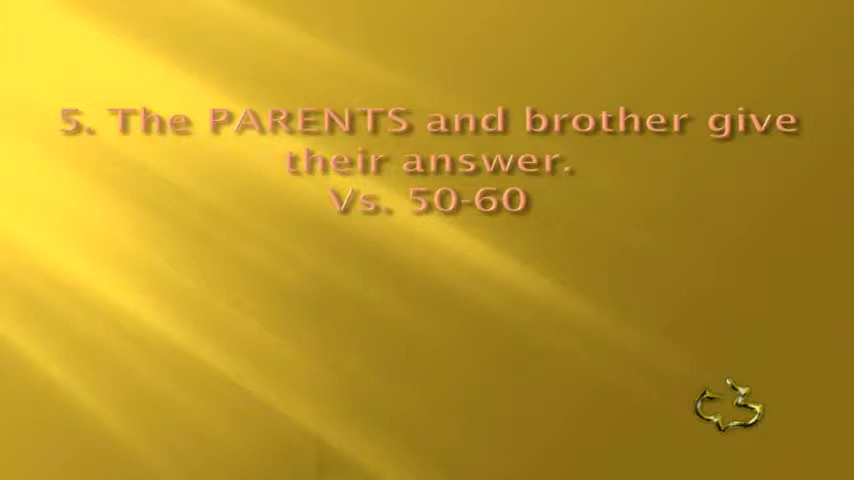 5. The PARENTS and brother give
their answer.
Vs. 50-60